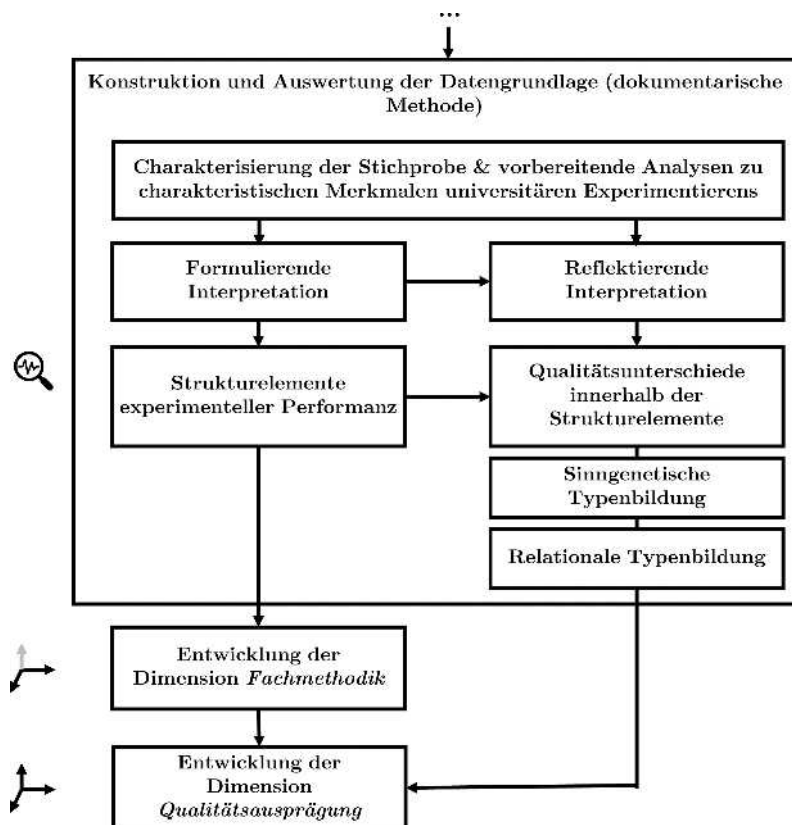 ...
Konstruktion und Auswertung der Datengrundlage (dokumentarische
Methode)
Charakterisierung der Stichprobe & vorbereitende Analysen zu
charakteristischen Merkmalen universitären Experimentierens
Formulierende
Interpretation
Reflektierende
Interpretation
Strukturelemente
experimenteller Performanz
Qualitätsunterschiede
innerhalb der
Strukturelemente
Sinngenetische
Typenbildung
Relationale Typenbildung
Entwicklung der
Dimension Fachmethodik
Entwicklung der
Dimension
Qualitätsausprägung